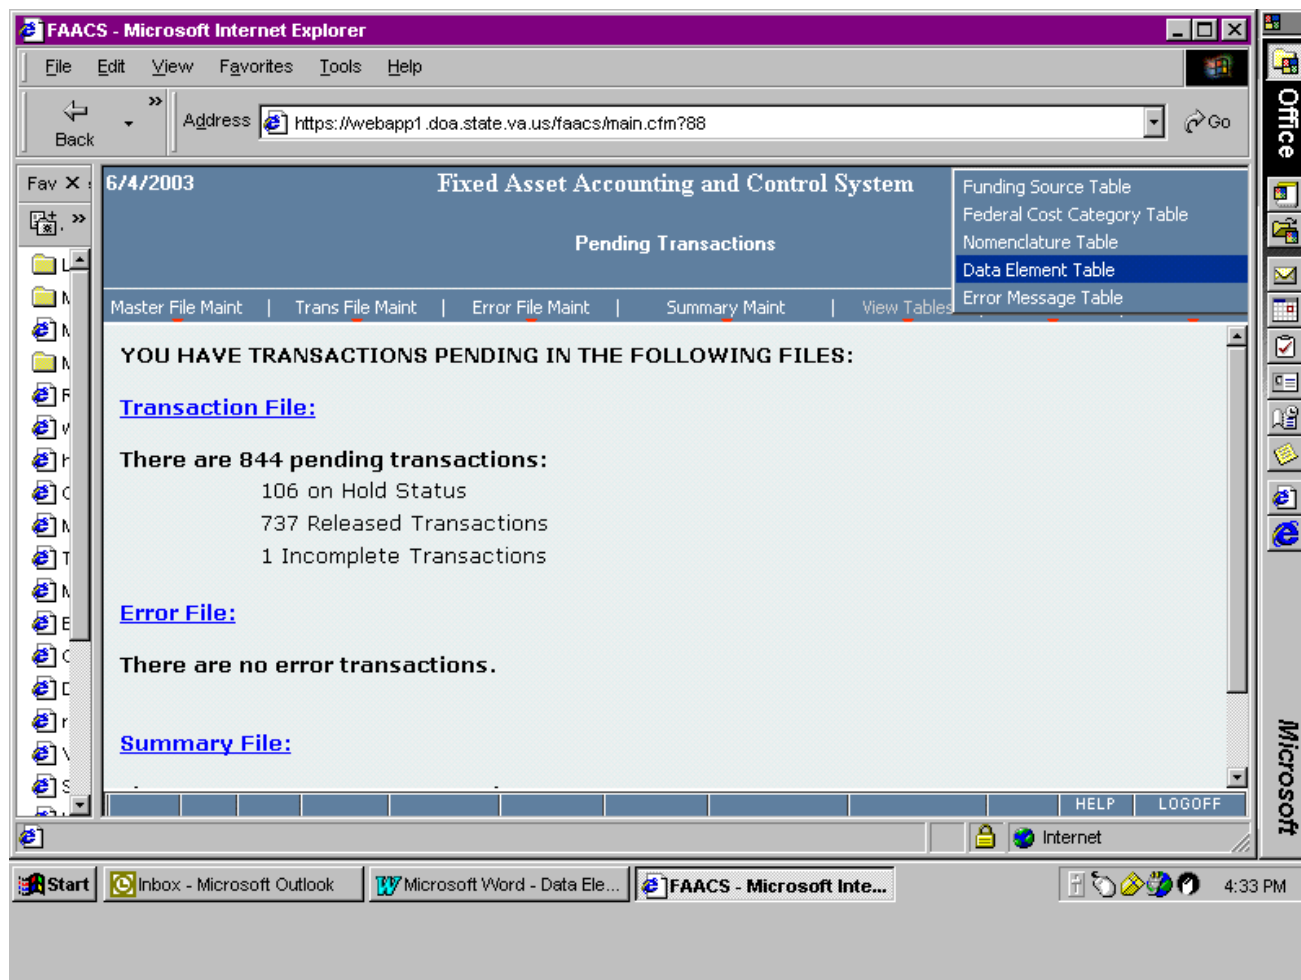 FAACS - Microsoft Internet Explorer
File Edit View Favorites Tools Help
Back » Address https://webapp1.doa.state.va.us/faacs/main.cfm?88 Go
Fav
6/4/2003 Fixed Asset Accounting and Control System
Pending Transactions
Funding Source Table
Federal Cost Category Table
Nomenclature Table
Data Element Table
Error Message Table
Master File Maint | Trans File Maint | Error File Maint | Summary Maint | View Tables
YOU HAVE TRANSACTIONS PENDING IN THE FOLLOWING FILES:
Transaction File:
There are 844 pending transactions:
106 on Hold Status
737 Released Transactions
1 Incomplete Transactions
Error File:
There are no error transactions.
Summary File:
HELP LOGOFF
Internet
Office
Microsoft
Start Inbox - Microsoft Outlook Microsoft Word - Data Ele... FAACS - Microsoft Inte... 4:33 PM